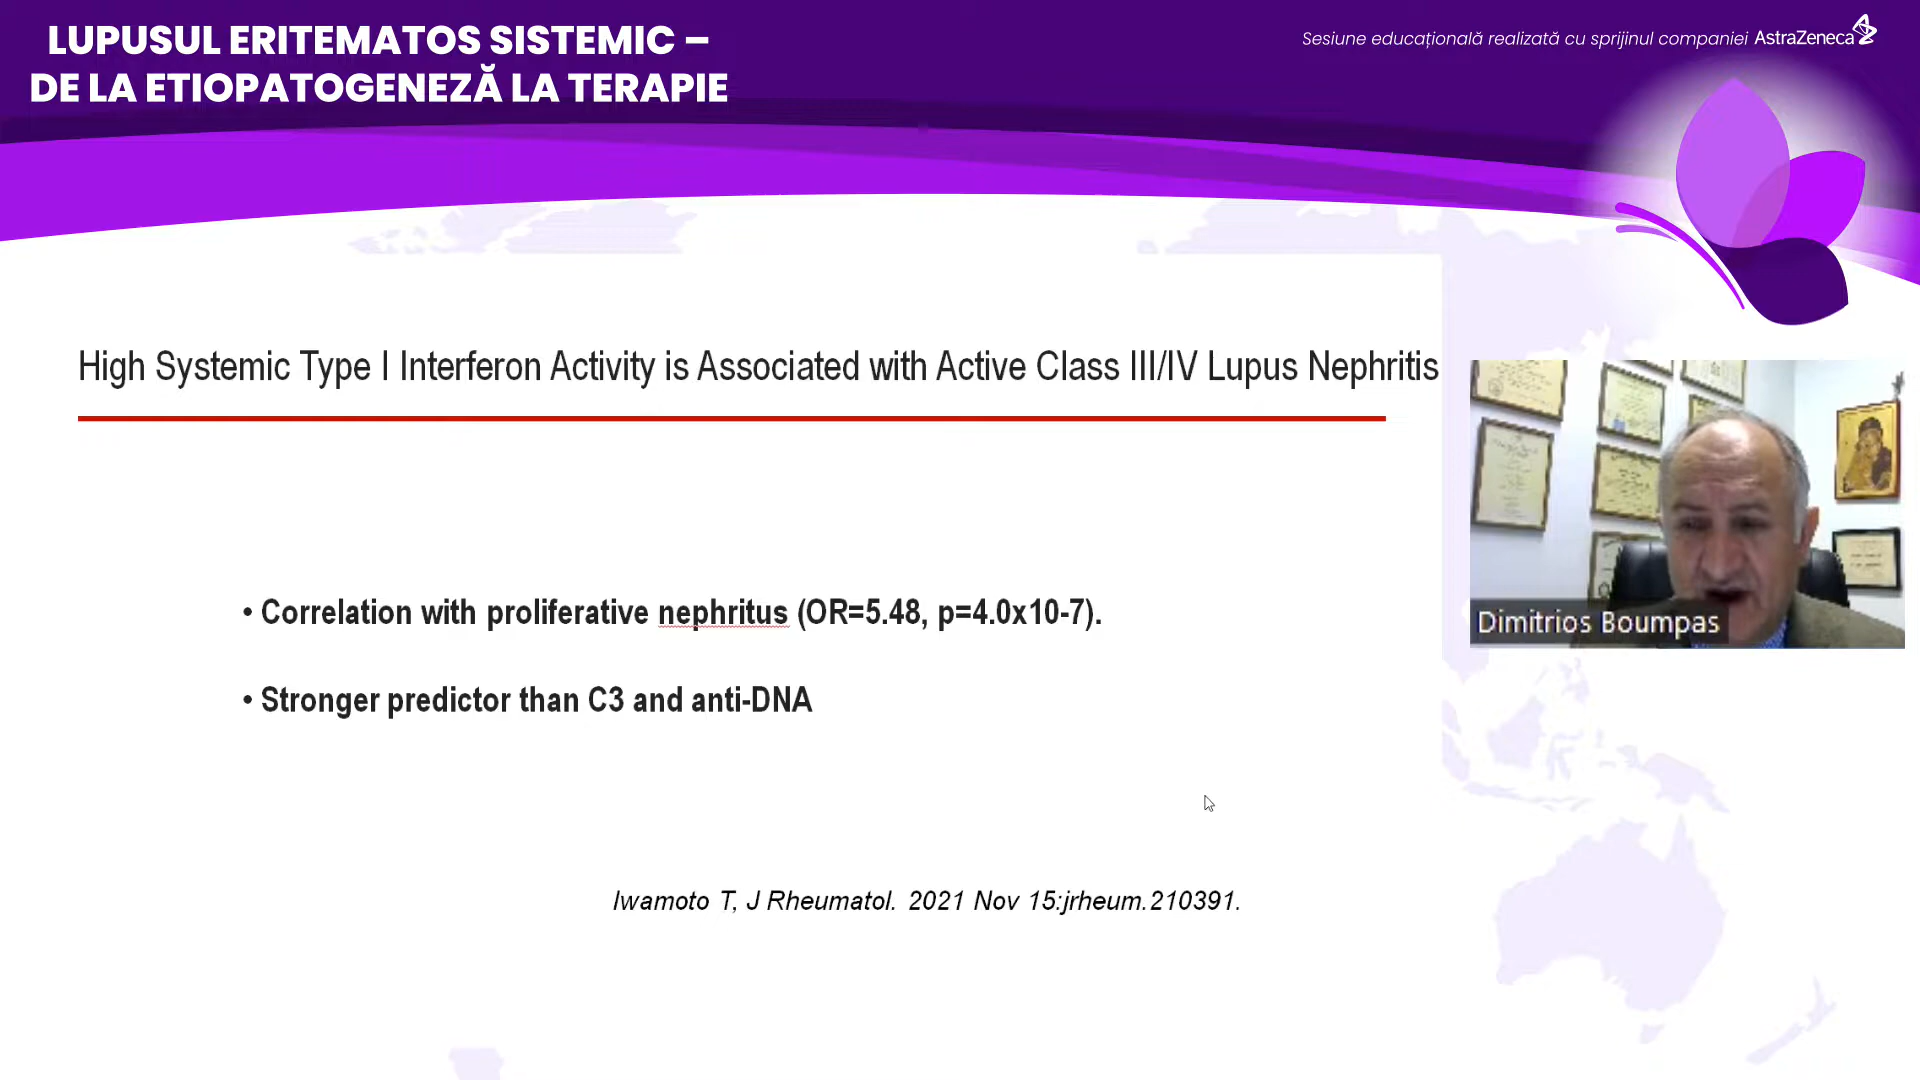 LUPUSUL ERITEMATOS SISTEMIC –
DE LA ETIOPATOGENEZĂ LA TERAPIE
Sesiune educațională realizată cu sprijinul companiei AstraZeneca
High Systemic Type I Interferon Activity is Associated with Active Class III/IV Lupus Nephritis
• Correlation with proliferative nephritus (OR=5.48, p=4.0x10-7).
• Stronger predictor than C3 and anti-DNA
Iwamoto T, J Rheumatol. 2021 Nov 15:jrheum.210391.
Dimitrios Boumpas